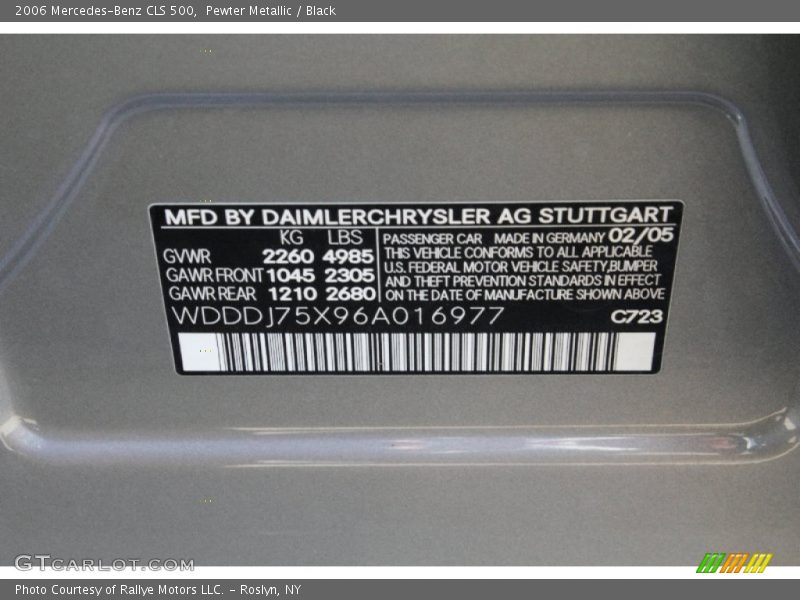 2006 Mercedes-Benz CLS 500,  Pewter Metallic / Black
MFD BY DAIMLERCHRYSLER AG STUTTGART
KG LBS
GVWR 2260 4985
GAWR FRONT 1045 2305
GAWR REAR 1210 2680
PASSENGER CAR MADE IN GERMANY 02/05
THIS VEHICLE CONFORMS TO ALL APPLICABLE
U.S. FEDERAL MOTOR VEHICLE SAFETY,BUMPER
AND THEFT PREVENTION STANDARDS IN EFFECT
ON THE DATE OF MANUFACTURE SHOWN ABOVE
WDDDJ75X96A016977 C723
GTCARLOT.COM
Photo Courtesy of Rallye Motors LLC. - Roslyn, NY